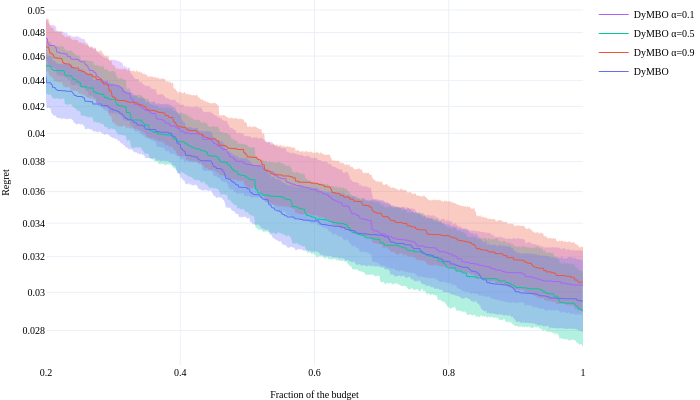 0.05
0.048
0.046
0.044
0.042
0.04
0.038
0.036
0.034
0.032
0.03
0.028
Regret
0.2
0.4
0.6
0.8
1
Fraction of the budget
DyMBO α=0.1
DyMBO α=0.5
DyMBO α=0.9
DyMBO